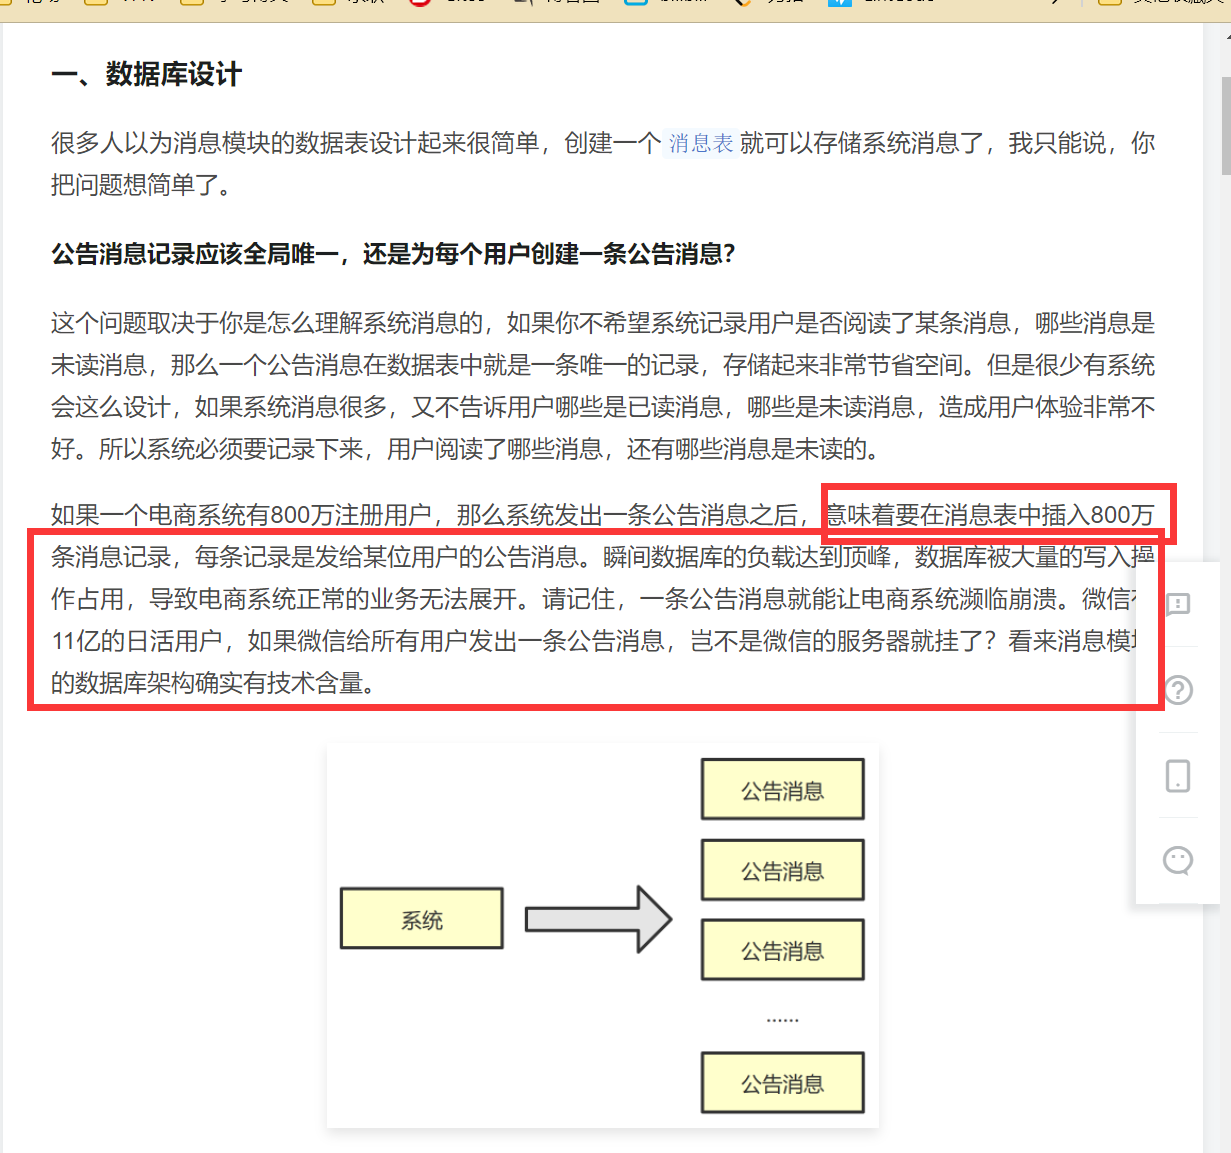 一、数据库设计
很多人以为消息模块的数据表设计起来很简单，创建一个 消息表 就可以存储系统消息了，我只能说，你
把问题想简单了。
公告消息记录应该全局唯一，还是为每个用户创建一条公告消息？
这个问题取决于你是怎么理解系统消息的，如果你不希望系统记录用户是否阅读了某条消息，哪些消息是
未读消息，那么一个公告消息在数据表中就是一条唯一的记录，存储起来非常节省空间。但是很少有系统
会这么设计，如果系统消息很多，又不告诉用户哪些是已读消息，哪些是未读消息，造成用户体验非常不
好。所以系统必须要记录下来，用户阅读了哪些消息，还有哪些消息是未读的。
如果一个电商系统有800万注册用户，那么系统发出一条公告消息之后，意味着要在消息表中插入800万
条消息记录，每条记录是发给某位用户的公告消息。瞬间数据库的负载达到顶峰，数据库被大量的写入操
作占用，导致电商系统正常的业务无法展开。请记住，一条公告消息就能让电商系统濒临崩溃。微信
11亿的日活用户，如果微信给所有用户发出一条公告消息，岂不是微信的服务器就挂了？看来消息模
的数据库架构确实有技术含量。
公告消息
公告消息
系统
公告消息
......
公告消息